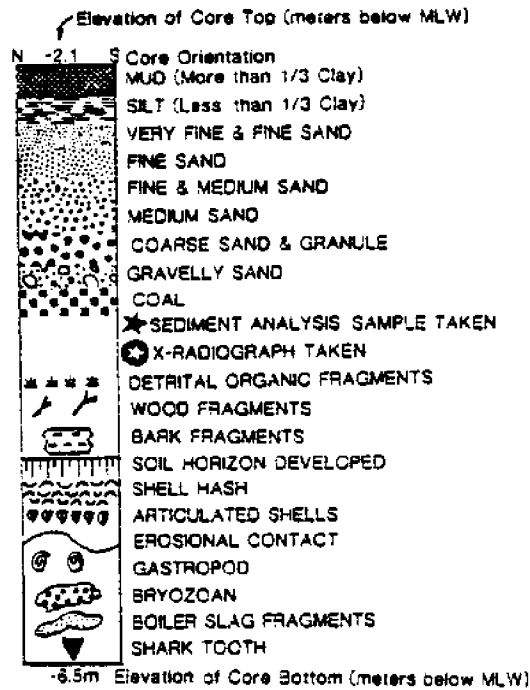 Elevation of Core Top (meters below MLW)
N -2.1 S Core Orientation
MUD (More than 1/3 Clay)
SILT (Less than 1/3 Clay)
VERY FINE & FINE SAND
FINE SAND
FINE & MEDIUM SAND
MEDIUM SAND
COARSE SAND & GRANULE
GRAVELLY SAND
COAL
SEDIMENT ANALYSIS SAMPLE TAKEN
X-RADIOGRAPH TAKEN
DETRITAL ORGANIC FRAGMENTS
WOOD FRAGMENTS
BARK FRAGMENTS
SOIL HORIZON DEVELOPED
SHELL HASH
ARTICULATED SHELLS
EROSIONAL CONTACT
GASTROPOD
BRYOZOAN
BOILER SLAG FRAGMENTS
SHARK TOOTH
-6.5m Elevation of Core Bottom (meters below MLW)